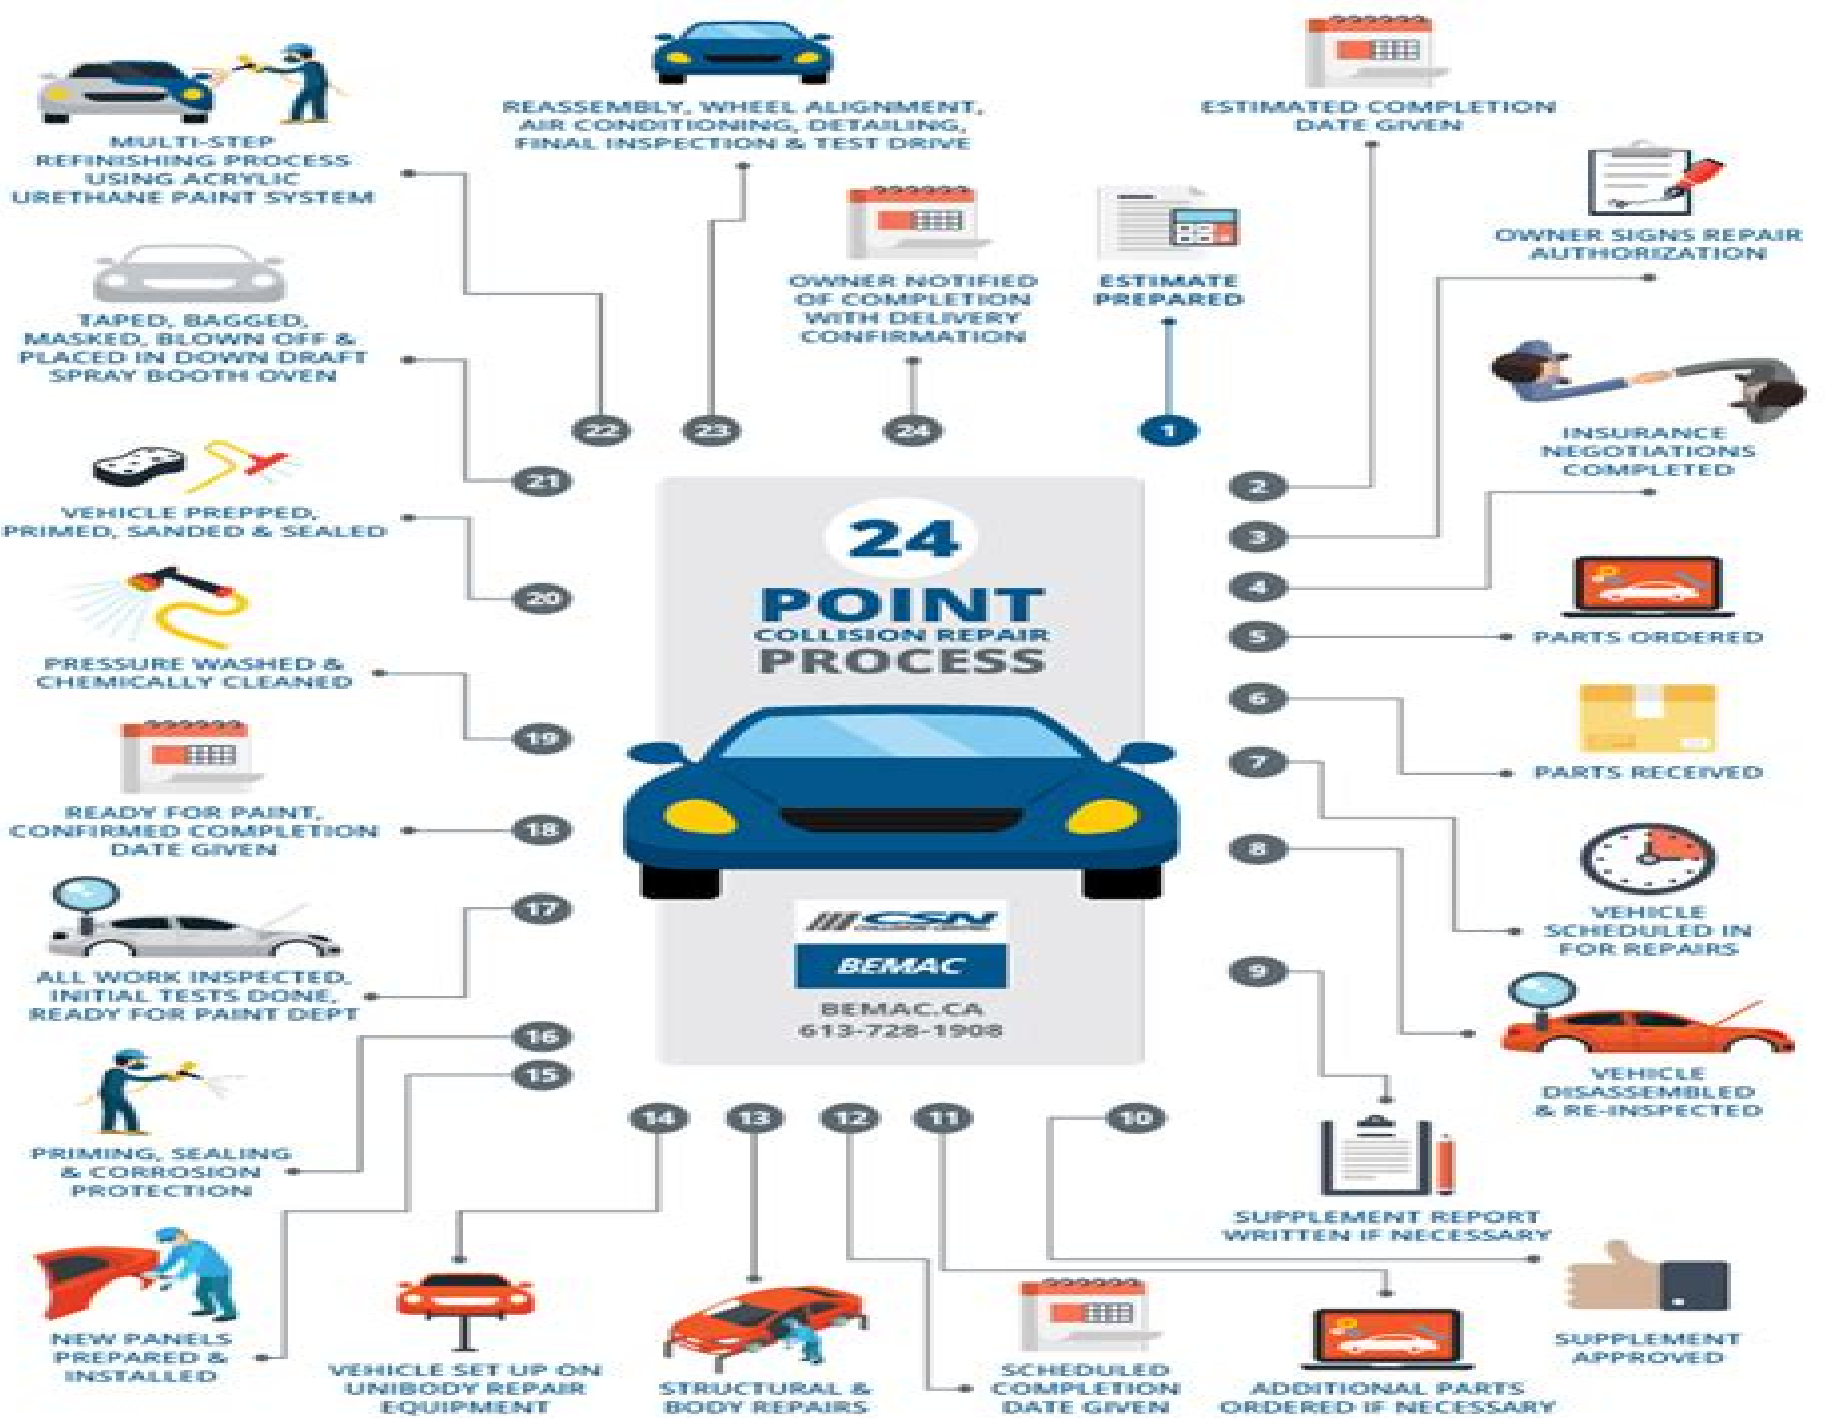 24
POINT
COLLISION REPAIR
PROCESS
CSN
BEMAC
BEMAC.CA
613-728-1908
1
ESTIMATE
PREPARED
2
ESTIMATED COMPLETION
DATE GIVEN
3
OWNER SIGNS REPAIR
AUTHORIZATION
4
INSURANCE
NEGOTIATIONS
COMPLETED
5
PARTS ORDERED
6
PARTS RECEIVED
7
VEHICLE
SCHEDULED IN
FOR REPAIRS
8
VEHICLE
DISASSEMBLED
& RE-INSPECTED
9
SUPPLEMENT REPORT
WRITTEN IF NECESSARY
10
SUPPLEMENT
APPROVED
11
ADDITIONAL PARTS
ORDERED IF NECESSARY
12
SCHEDULED
COMPLETION
DATE GIVEN
13
STRUCTURAL &
BODY REPAIRS
14
VEHICLE SET UP ON
UNIBODY REPAIR
EQUIPMENT
15
NEW PANELS
PREPARED &
INSTALLED
16
PRIMING, SEALING
& CORROSION
PROTECTION
17
ALL WORK INSPECTED,
INITIAL TESTS DONE,
READY FOR PAINT DEPT
18
READY FOR PAINT,
CONFIRMED COMPLETION
DATE GIVEN
19
PRESSURE WASHED &
CHEMICALLY CLEANED
20
VEHICLE PREPPED,
PRIMED, SANDED & SEALED
21
TAPED, BAGGED,
MASKED, BLOWN OFF &
PLACED IN DOWN DRAFT
SPRAY BOOTH OVEN
22
MULTI-STEP
REFINISHING PROCESS
USING ACRYLIC
URETHANE PAINT SYSTEM
23
REASSEMBLY, WHEEL ALIGNMENT,
AIR CONDITIONING, DETAILING,
FINAL INSPECTION & TEST DRIVE
24
OWNER NOTIFIED
OF COMPLETION
WITH DELIVERY
CONFIRMATION